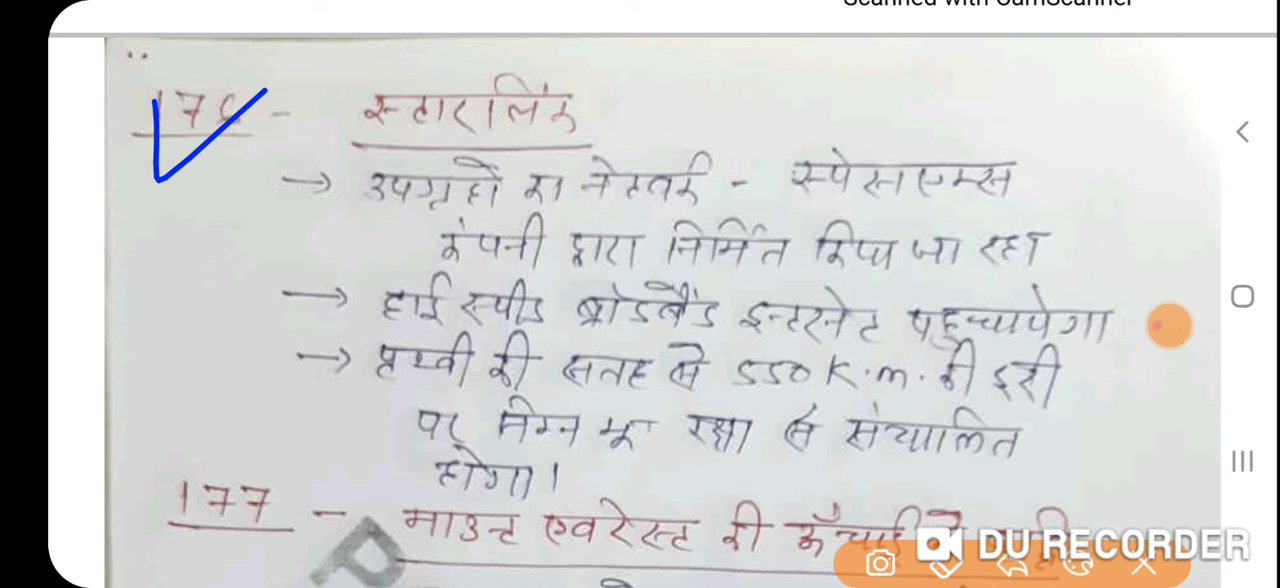 Scanned with CamScanner
176 - स्टारलिंक
→ उपग्रहों का नेटवर्क - स्पेसएक्स
कंपनी द्वारा निर्मित किया जा रहा
→ हाई स्पीड ब्रॉडबैंड इन्टरनेट पहुचायेगा
→ पृथ्वी की सतह से 550 K.m. की दूरी
पर निम्न भू कक्षा से संचालित
होगा।
177 - माउन्ट एवरेस्ट की ऊँचाई
DU RECORDER